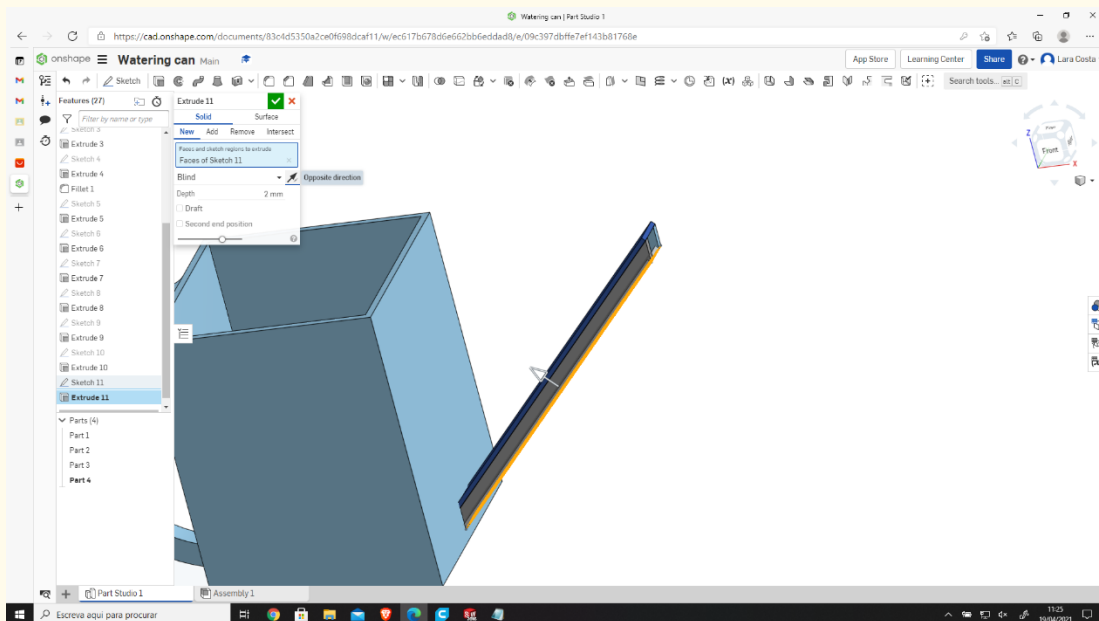 Watering can | Part Studio 1
https://cad.onshape.com/documents/83c4d5350a2ce0f698dcaf11/w/ec617b678d6e662bb6eddad8/e/09c397dbffe7ef143b81768e
onshape Watering can Main
App Store Learning Center Share Lara Costa
Sketch
Search tools...
Features (27)
Filter by name or type
Sketch 3
Extrude 3
Sketch 4
Extrude 4
Fillet 1
Sketch 5
Extrude 5
Sketch 6
Extrude 6
Sketch 7
Extrude 7
Sketch 8
Extrude 8
Sketch 9
Extrude 9
Sketch 10
Extrude 10
Sketch 11
Extrude 11
Parts (4)
Part 1
Part 2
Part 3
Part 4
Extrude 11
Solid Surface
New Add Remove Intersect
Faces and sketch regions to extrude
Faces of Sketch 11
Blind
Opposite direction
Depth 2 mm
Draft
Second end position
Z
Front
X
Part Studio 1 Assembly 1
Escreva aqui para procurar
11:25
19/04/2021